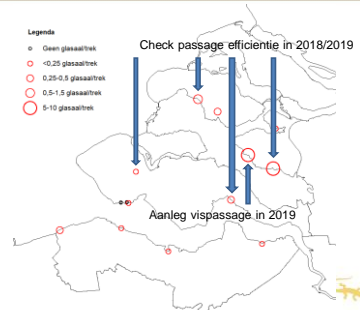 Legenda
Geen glasaal/trek
<0,25 glasaal/trek
0,25-0,5 glasaal/trek
0,5-1,5 glasaal/trek
5-10 glasaal/trek
Check passage efficientie in 2018/2019
Aanleg vispassage in 2019